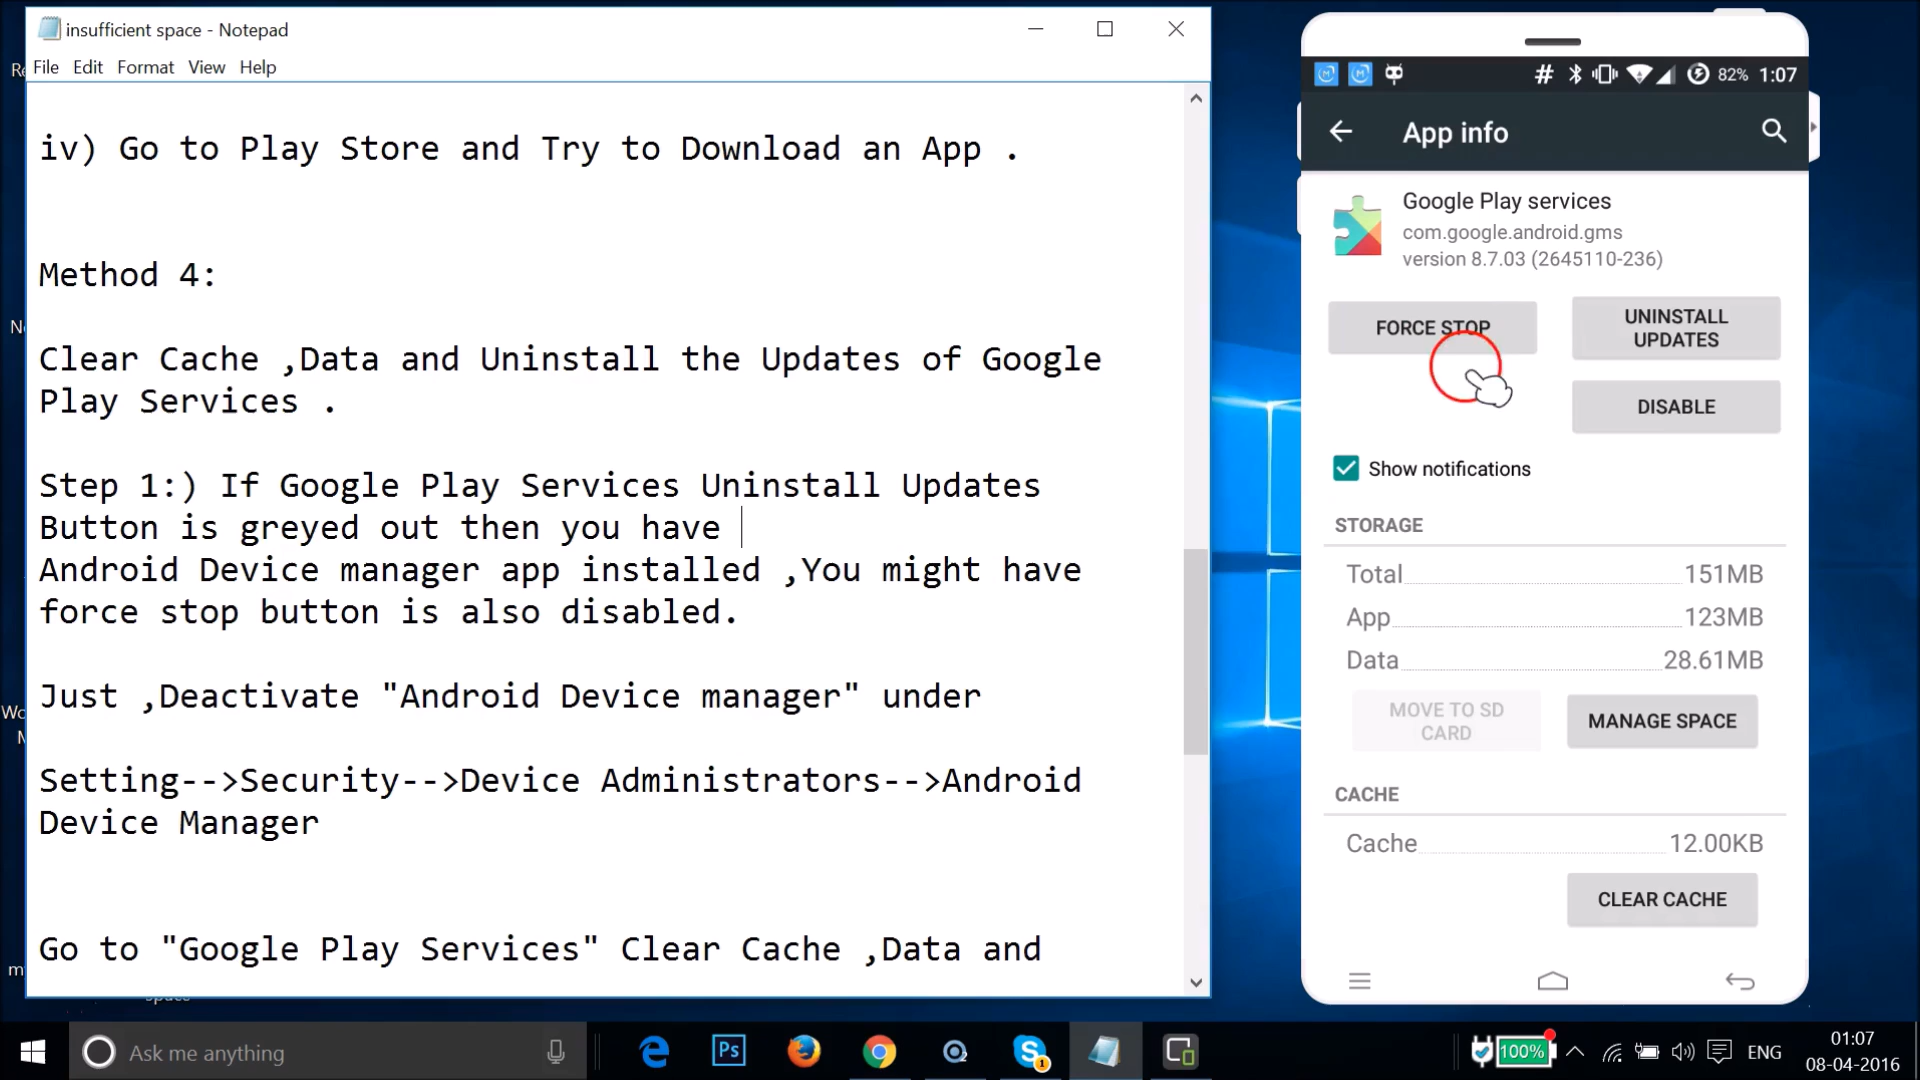 insufficient space - Notepad
File Edit Format View Help
iv) Go to Play Store and Try to Download an App .
Method 4:
Clear Cache ,Data and Uninstall the Updates of Google
Play Services .
Step 1:) If Google Play Services Uninstall Updates
Button is greyed out then you have
Android Device manager app installed ,You might have
force stop button is also disabled.
Just ,Deactivate "Android Device manager" under
Setting-->Security-->Device Administrators-->Android
Device Manager
Go to "Google Play Services" Clear Cache ,Data and
82% 1:07
App info
Google Play services
com.google.android.gms
version 8.7.03 (2645110-236)
FORCE STOP
UNINSTALL
UPDATES
DISABLE
Show notifications
STORAGE
Total 151MB
App 123MB
Data 28.61MB
MOVE TO SD
CARD
MANAGE SPACE
CACHE
Cache 12.00KB
CLEAR CACHE
Ask me anything
Ps
1
100%
ENG
01:07
08-04-2016